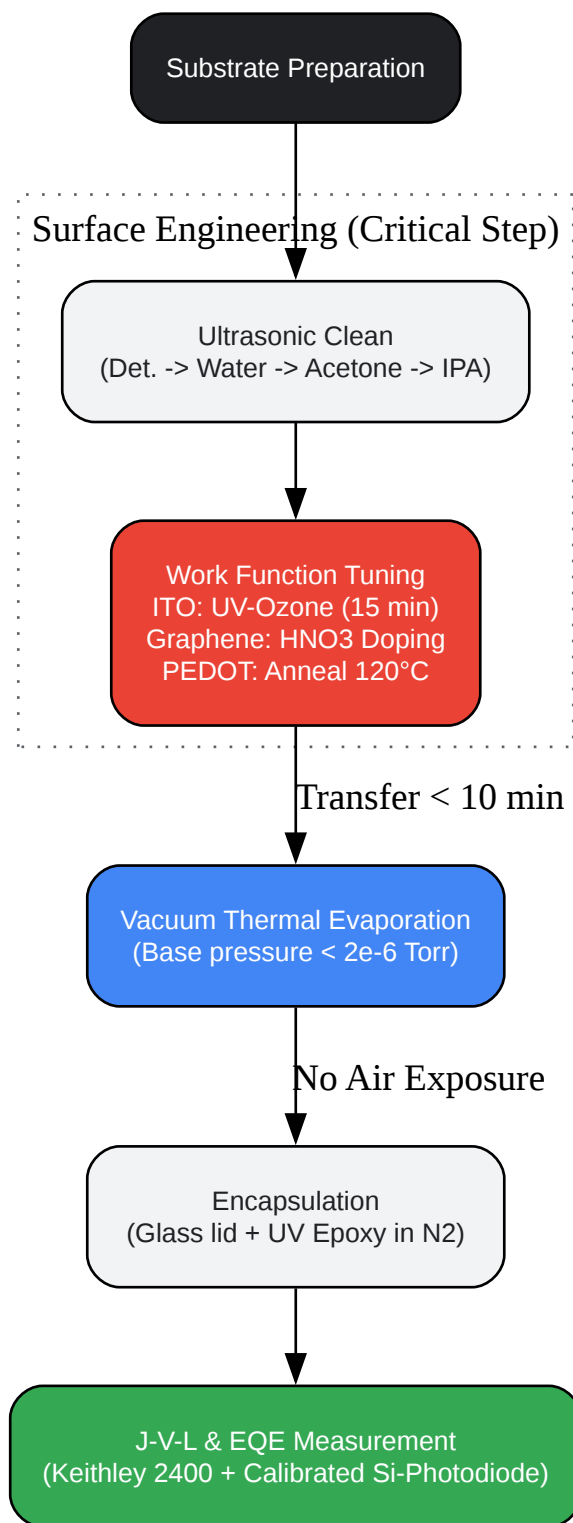 Substrate Preparation
Surface Engineering (Critical Step)
Ultrasonic Clean
(Det. -> Water -> Acetone -> IPA)
Work Function Tuning
ITO: UV-Ozone (15 min)
Graphene: HNO3 Doping
PEDOT: Anneal 120°C
Transfer < 10 min
Vacuum Thermal Evaporation
(Base pressure < 2e-6 Torr)
No Air Exposure
Encapsulation
(Glass lid + UV Epoxy in N2)
J-V-L & EQE Measurement
(Keithley 2400 + Calibrated Si-Photodiode)